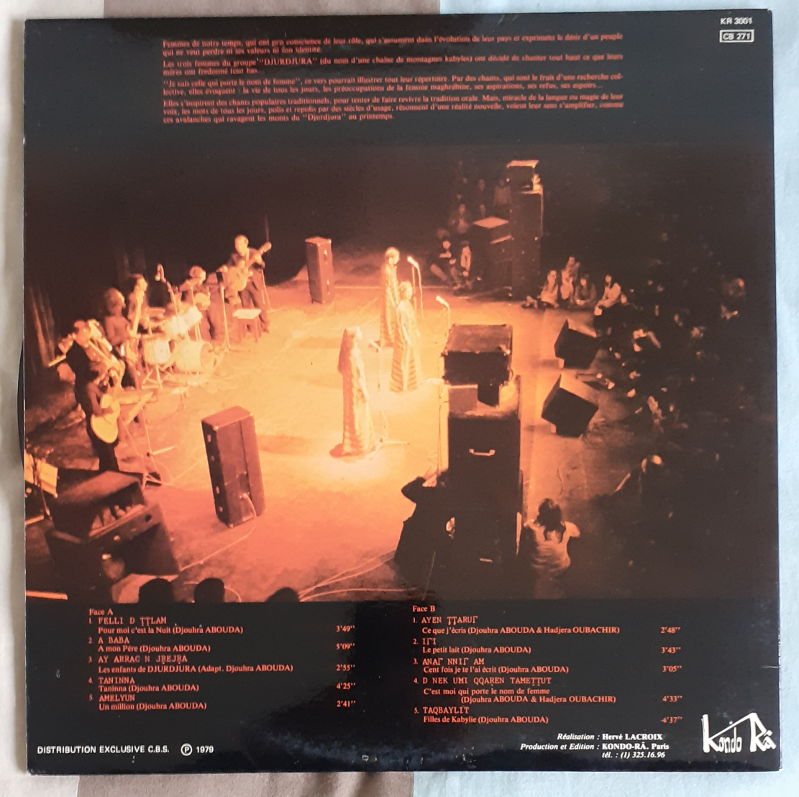 KR 3001
CB 271
Femmes de notre temps, qui ont pris conscience de leur rôle, qui s'assument dans l'évolution de leur pays et expriment le désir d'un peuple
qui ne veut perdre ni ses valeurs ni son identité.
Les trois femmes du groupe "DJURDJURA" (du nom d'une chaîne de montagnes kabyles) ont décidé de chanter tout haut ce que leurs
mères ont fredonné tout bas...
"Je suis celle qui porte le nom de femme", ce vers pourrait illustrer tout leur répertoire. Par des chants, qui sont le fruit d'une recherche col-
lective, elles évoquent : la vie de tous les jours, les préoccupations de la femme maghrébine, ses aspirations, ses refus, ses espoirs...
Elles s'inspirent des chants populaires traditionnels, pour tenter de faire revivre la tradition orale. Mais, miracle de la langue ou magie de leur
voix, les mots de tous les jours, polis et repolis par des siècles d'usage, résonnent d'une réalité nouvelle, voient leur sens s'amplifier, comme
ces avalanches qui ravagent les monts du "Djurdjura" au printemps.
Face A
1. FELLI D ṬṬLAM
Pour moi c'est la Nuit (Djouhra ABOUDA) 3'49"
2. A BABA
A mon Père (Djouhra ABOUDA) 5'09"
3. AY ARRAC N JṚEJṚA
Les enfants de DJURDJURA (Adapt. Djouhra ABOUDA) 2'55"
4. TANINNA
Taninna (Djouhra ABOUDA) 4'25"
5. AMELYUN
Un million (Djouhra ABOUDA) 2'41"
Face B
1. AYEN ṬṬARUΓ
Ce que j'écris (Djouhra ABOUDA & Hadjera OUBACHIR) 2'48"
2. IΓI
Le petit lait (Djouhra ABOUDA) 3'43"
3. ANAΓ NNIΓ AM
Cent fois je te l'ai écrit (Djouhra ABOUDA) 3'05"
4. D NEK UMI QQAṚEN TAMEṬṬUT
C'est moi qui porte le nom de femme
(Djouhra ABOUDA & Hadjera OUBACHIR) 4'33"
5. TAQBAYLIT
Filles de Kabylie (Djouhra ABOUDA) 4'37"
Réalisation : Hervé LACROIX
Production et Edition : KONDO-RÂ. Paris
tél. : (1) 325.16.96
Kondo Râ
DISTRIBUTION EXCLUSIVE C.B.S. Ⓟ 1979